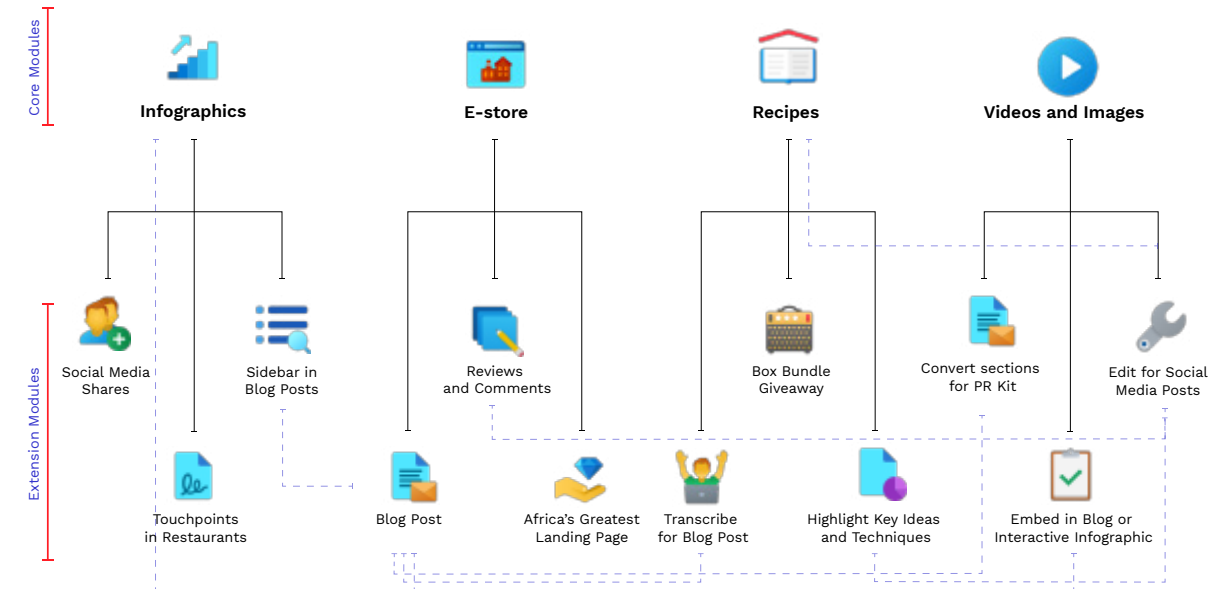 Core Modules
Infographics
E-store
Recipes
Videos and Images
Extension Modules
Social Media
Shares
Sidebar in
Blog Posts
Reviews
and Comments
Box Bundle
Giveaway
Convert sections
for PR Kit
Edit for Social
Media Posts
Touchpoints
in Restaurants
Blog Post
Africa's Greatest
Landing Page
Transcribe
for Blog Post
Highlight Key Ideas
and Techniques
Embed in Blog or
Interactive Infographic